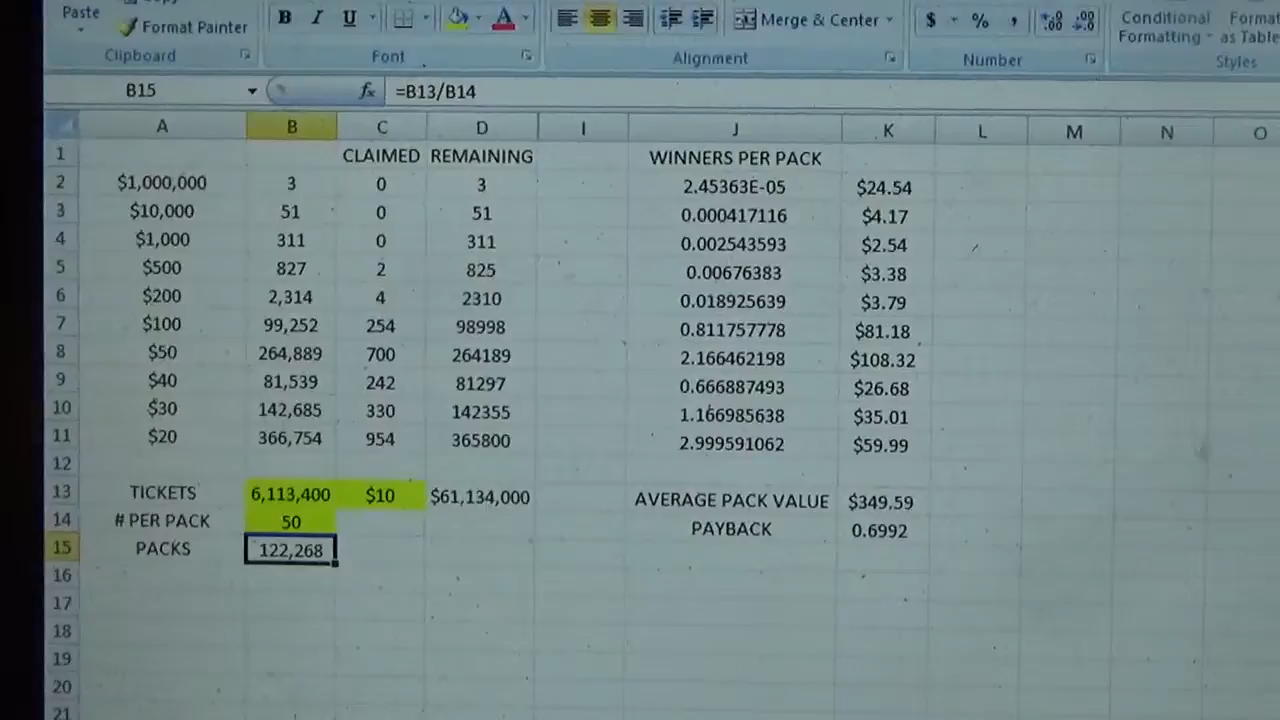 Paste Format Painter B I U A Merge & Center $ % , .00 Conditional Format
Formatting as Table
Clipboard Font Alignment Number Styles
B15 fx =B13/B14
A B C D I J K L M N O
1 CLAIMED REMAINING WINNERS PER PACK
2 $1,000,000 3 0 3 2.45363E-05 $24.54
3 $10,000 51 0 51 0.000417116 $4.17
4 $1,000 311 0 311 0.002543593 $2.54
5 $500 827 2 825 0.00676383 $3.38
6 $200 2,314 4 2310 0.018925639 $3.79
7 $100 99,252 254 98998 0.811757778 $81.18
8 $50 264,889 700 264189 2.166462198 $108.32
9 $40 81,539 242 81297 0.666887493 $26.68
10 $30 142,685 330 142355 1.166985638 $35.01
11 $20 366,754 954 365800 2.999591062 $59.99
12
13 TICKETS 6,113,400 $10 $61,134,000 AVERAGE PACK VALUE $349.59
14 # PER PACK 50 PAYBACK 0.6992
15 PACKS 122,268
16
17
18
19
20
21